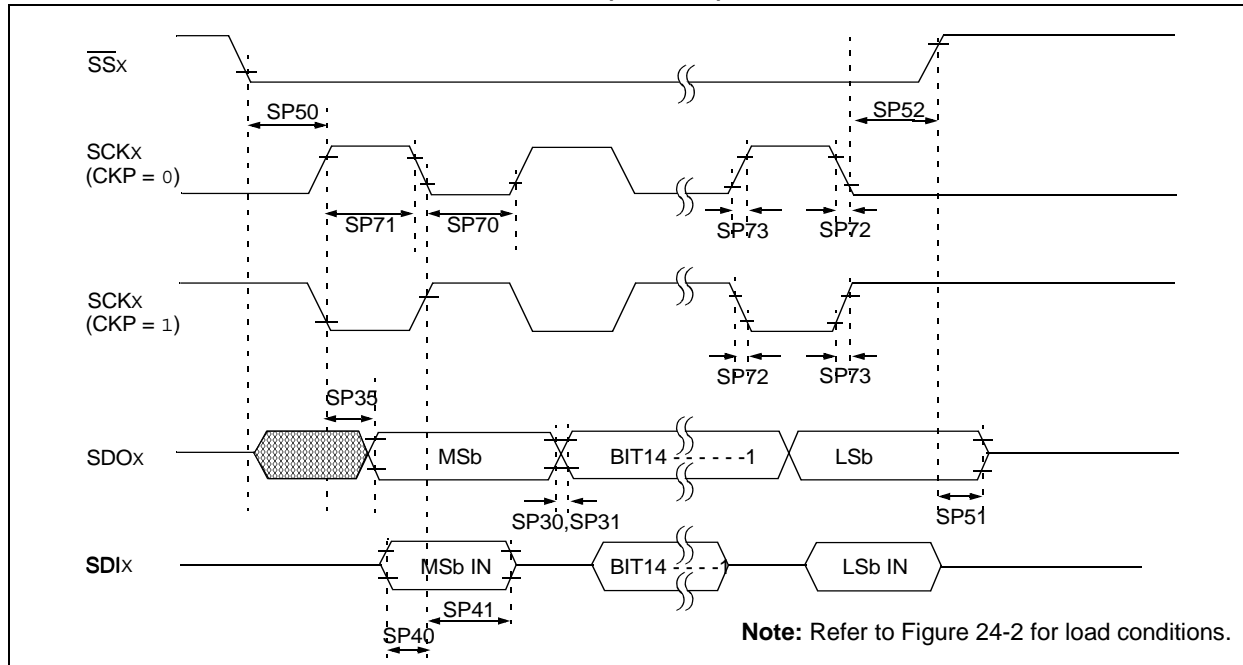 SSX
SP50
SP52
SCKX
(CKP = 0)
SP71
SP70
SP73
SP72
SCKX
(CKP = 1)
SP72
SP73
SP35
SDOX
MSb
BIT14 - - - - - -1
LSb
SP30,SP31
SP51
SDIX
MSb IN
BIT14 - - - - -1
LSb IN
SP41
SP40
Note: Refer to Figure 24-2 for load conditions.